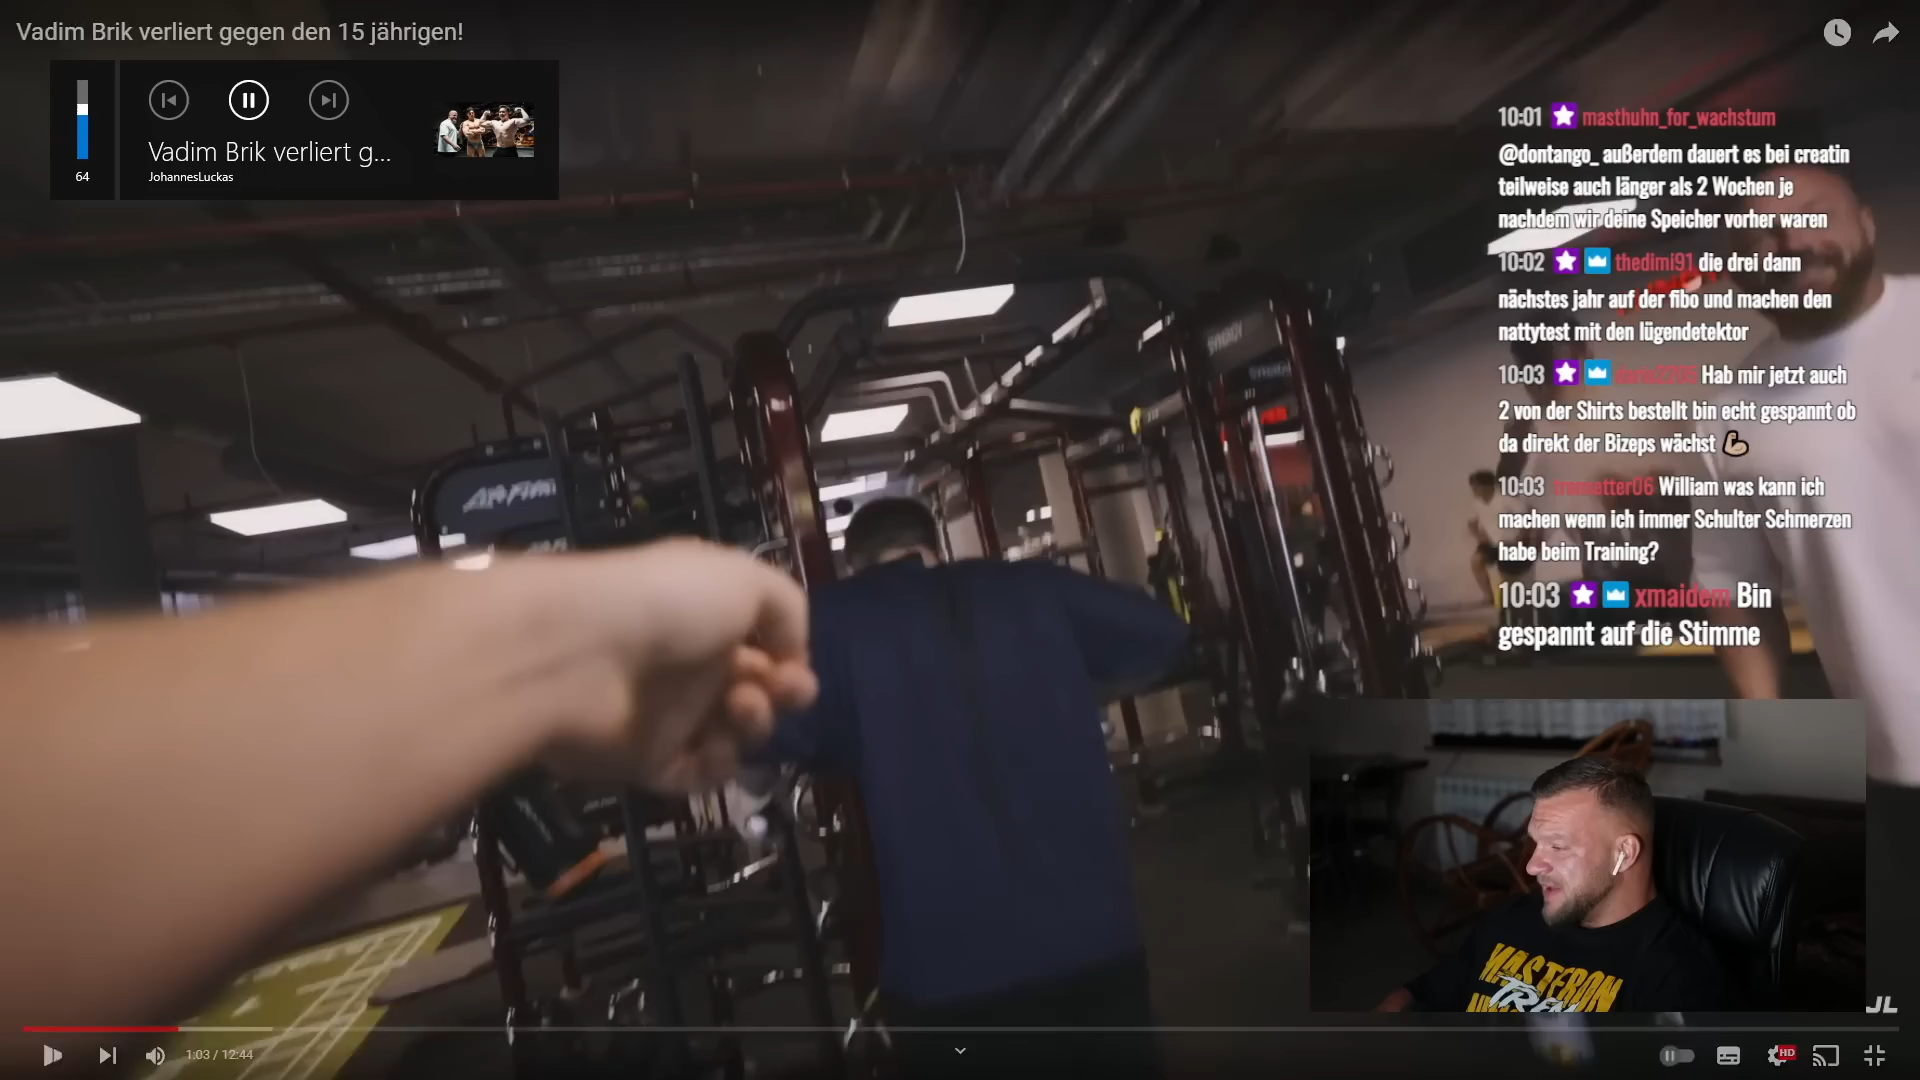 Vadim Brik verliert gegen den 15 jährigen!
Vadim Brik verliert g...
JohannesLuckas
64
10:01 masthuhn_for_wachstum
@dontango_ außerdem dauert es bei creatin
teilweise auch länger als 2 Wochen je
nachdem wir deine Speicher vorher waren
10:02 thedimi91 die drei dann
nächstes jahr auf der fibo und machen den
nattytest mit den lügendetektor
10:03 Hab mir jetzt auch
2 von der Shirts bestellt bin echt gespannt ob
da direkt der Bizeps wächst
10:03 William was kann ich
machen wenn ich immer Schulter Schmerzen
habe beim Training?
10:03 xmaidem Bin
gespannt auf die Stimme
MASTERON
JL
1:03 / 12:44
HD